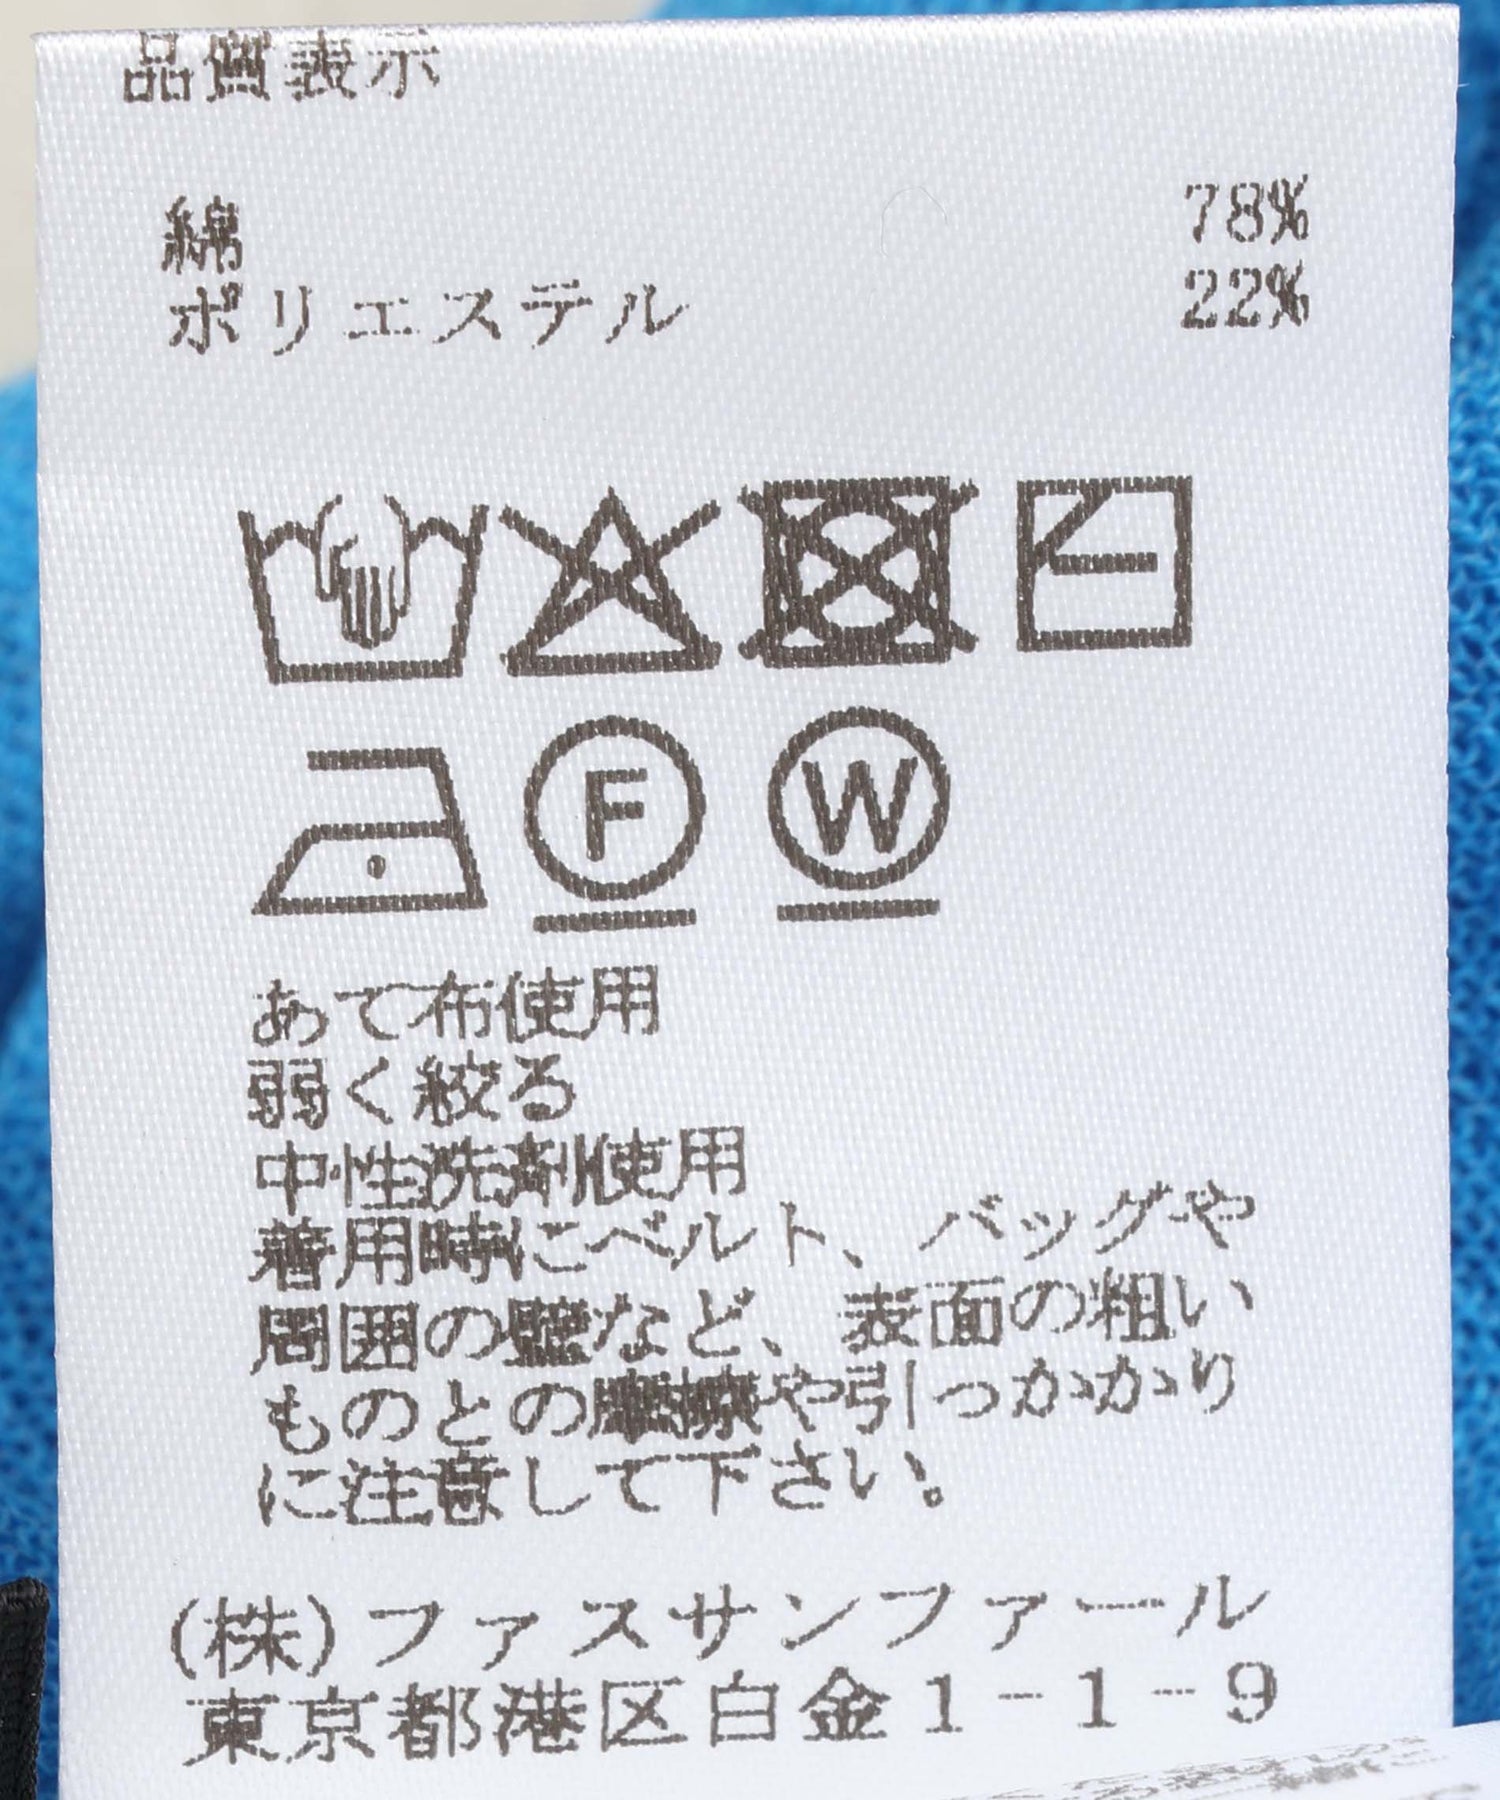 品質表示
綿 78%
ポリエステル 22%
F W
あて布使用
弱く絞る
中性洗剤使用
着用時にベルト、バッグや
周囲の壁など、表面の粗い
ものとの摩擦や引っかかり
に注意して下さい。
(株)ファスサンファール
東京都港区白金1-1-9